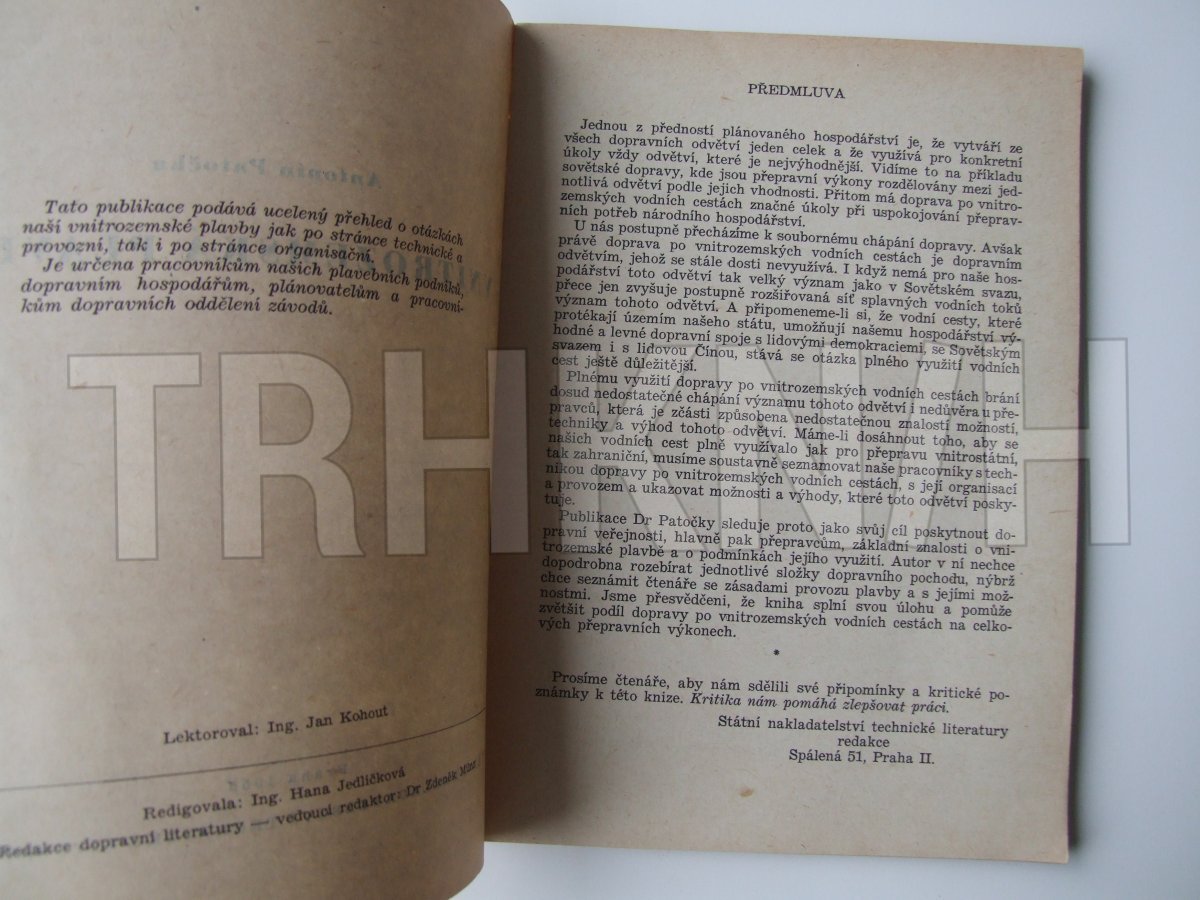 Tato publikace podává ucelený přehled o otázkách
naší vnitrozemské plavby jak po stránce technické a
provozní, tak i po stránce organisační.
Je určena pracovníkům našich plavebních podniků,
dopravním hospodářům, plánovatelům a pracovní-
kům dopravních oddělení závodů.
Lektoroval: Ing. Jan Kohout
Redigovala: Ing. Hana Jedličková
Redakce dopravní literatury — vedoucí redaktor: Dr Zdeněk
PŘEDMLUVA
Jednou z předností plánovaného hospodářství je, že vytváří ze
všech dopravních odvětví jeden celek a že využívá pro konkretní
úkoly vždy odvětví, které je nejvýhodnější. Vidíme to na příkladu
sovětské dopravy, kde jsou přepravní výkony rozdělovány mezi jed-
notlivá odvětví podle jejich vhodnosti. Přitom má doprava po vnitro-
zemských vodních cestách značné úkoly při uspokojování přeprav-
ních potřeb národního hospodářství.
U nás postupně přecházíme k soubornému chápání dopravy. Avšak
právě doprava po vnitrozemských vodních cestách je dopravním
odvětvím, jehož se stále dosti nevyužívá. I když nemá pro naše hos-
podářství toto odvětví tak velký význam jako v Sovětském svazu,
přece jen zvyšuje postupně rozšiřovaná síť splavných vodních toků
význam tohoto odvětví. A připomeneme-li si, že vodní cesty, které
protékají územím našeho státu, umožňují našemu hospodářství vý-
hodné a levné dopravní spoje s lidovými demokraciemi, se Sovětským
svazem i s lidovou Čínou, stává se otázka plného využití vodních
cest ještě důležitější.
Plnému využití dopravy po vnitrozemských vodních cestách brání
dosud nedostatečné chápání významu tohoto odvětví i nedůvěra u pře-
pravců, která je zčásti způsobena nedostatečnou znalostí možností,
techniky a výhod tohoto odvětví. Máme-li dosáhnout toho, aby se
našich vodních cest plně využívalo jak pro přepravu vnitrostátní,
tak zahraniční, musíme soustavně seznamovat naše pracovníky s tech-
nikou dopravy po vnitrozemských vodních cestách, s její organisací
a provozem a ukazovat možnosti a výhody, které toto odvětví posky-
tuje.
Publikace Dr Patočky sleduje proto jako svůj cíl poskytnout do-
pravní veřejnosti, hlavně pak přepravcům, základní znalosti o vni-
trozemské plavbě a o podmínkách jejího využití. Autor v ní nechce
dopodrobna rozebírat jednotlivé složky dopravního pochodu, nýbrž
chce seznámit čtenáře se zásadami provozu plavby a s jejími mož-
nostmi. Jsme přesvědčeni, že kniha splní svou úlohu a pomůže
zvětšit podíl dopravy po vnitrozemských vodních cestách na celko-
vých přepravních výkonech.
*
Prosíme čtenáře, aby nám sdělili své připomínky a kritické po-
známky k této knize. Kritika nám pomáhá zlepšovat práci.
Státní nakladatelství technické literatury
redakce
Spálená 51, Praha II.
TRH KNIH